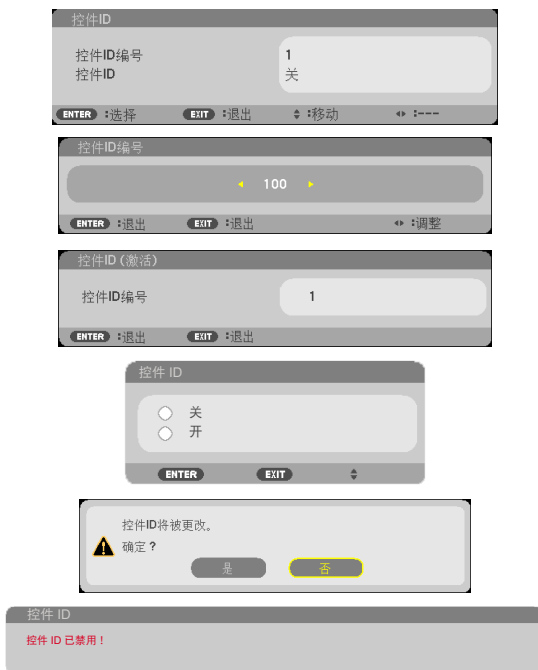 控件ID
控件ID编号 1
控件ID 关
ENTER :选择 EXIT :退出 :移动 :---
控件ID编号
100
ENTER :退出 EXIT :退出 :调整
控件ID(激活)
控件ID编号 1
ENTER :退出 EXIT :退出
控件 ID
关
开
ENTER EXIT
控件ID将被更改。
确定?
是 否
控件 ID
控件 ID 已禁用!